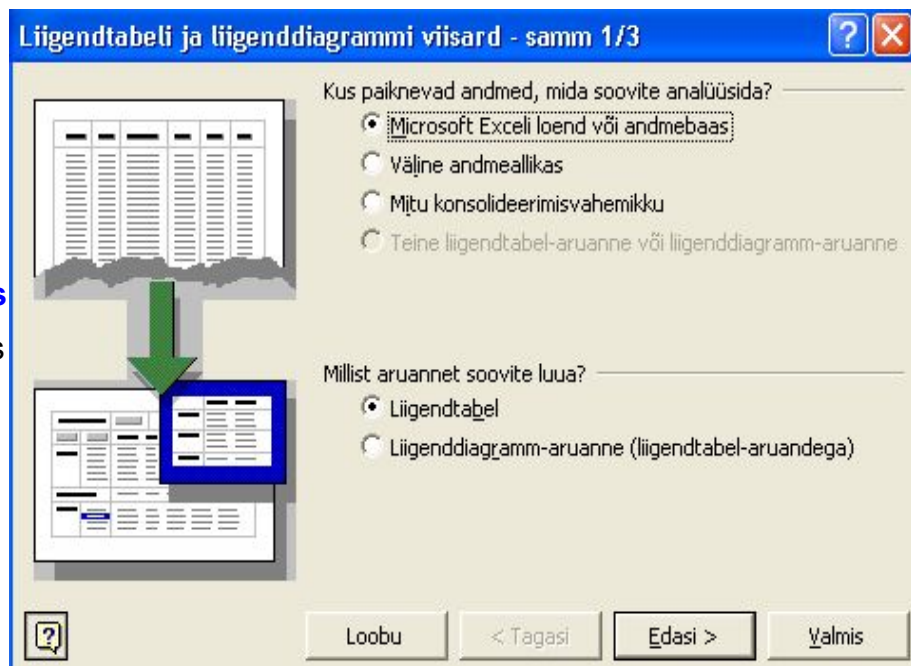 Liigendtabeli ja liigenddiagrammi viisard - samm 1/3
Kus paiknevad andmed, mida soovite analüüsida?
Microsoft Exceli loend või andmebaas
Väline andmeallikas
Mitu konsolideerimisvahemikku
Teine liigendtabel-aruanne või liigenddiagramm-aruanne
s
s
Millist aruannet soovite luua?
Liigendtabel
Liigenddiagramm-aruanne (liigendtabel-aruandega)
Loobu < Tagasi Edasi > Valmis